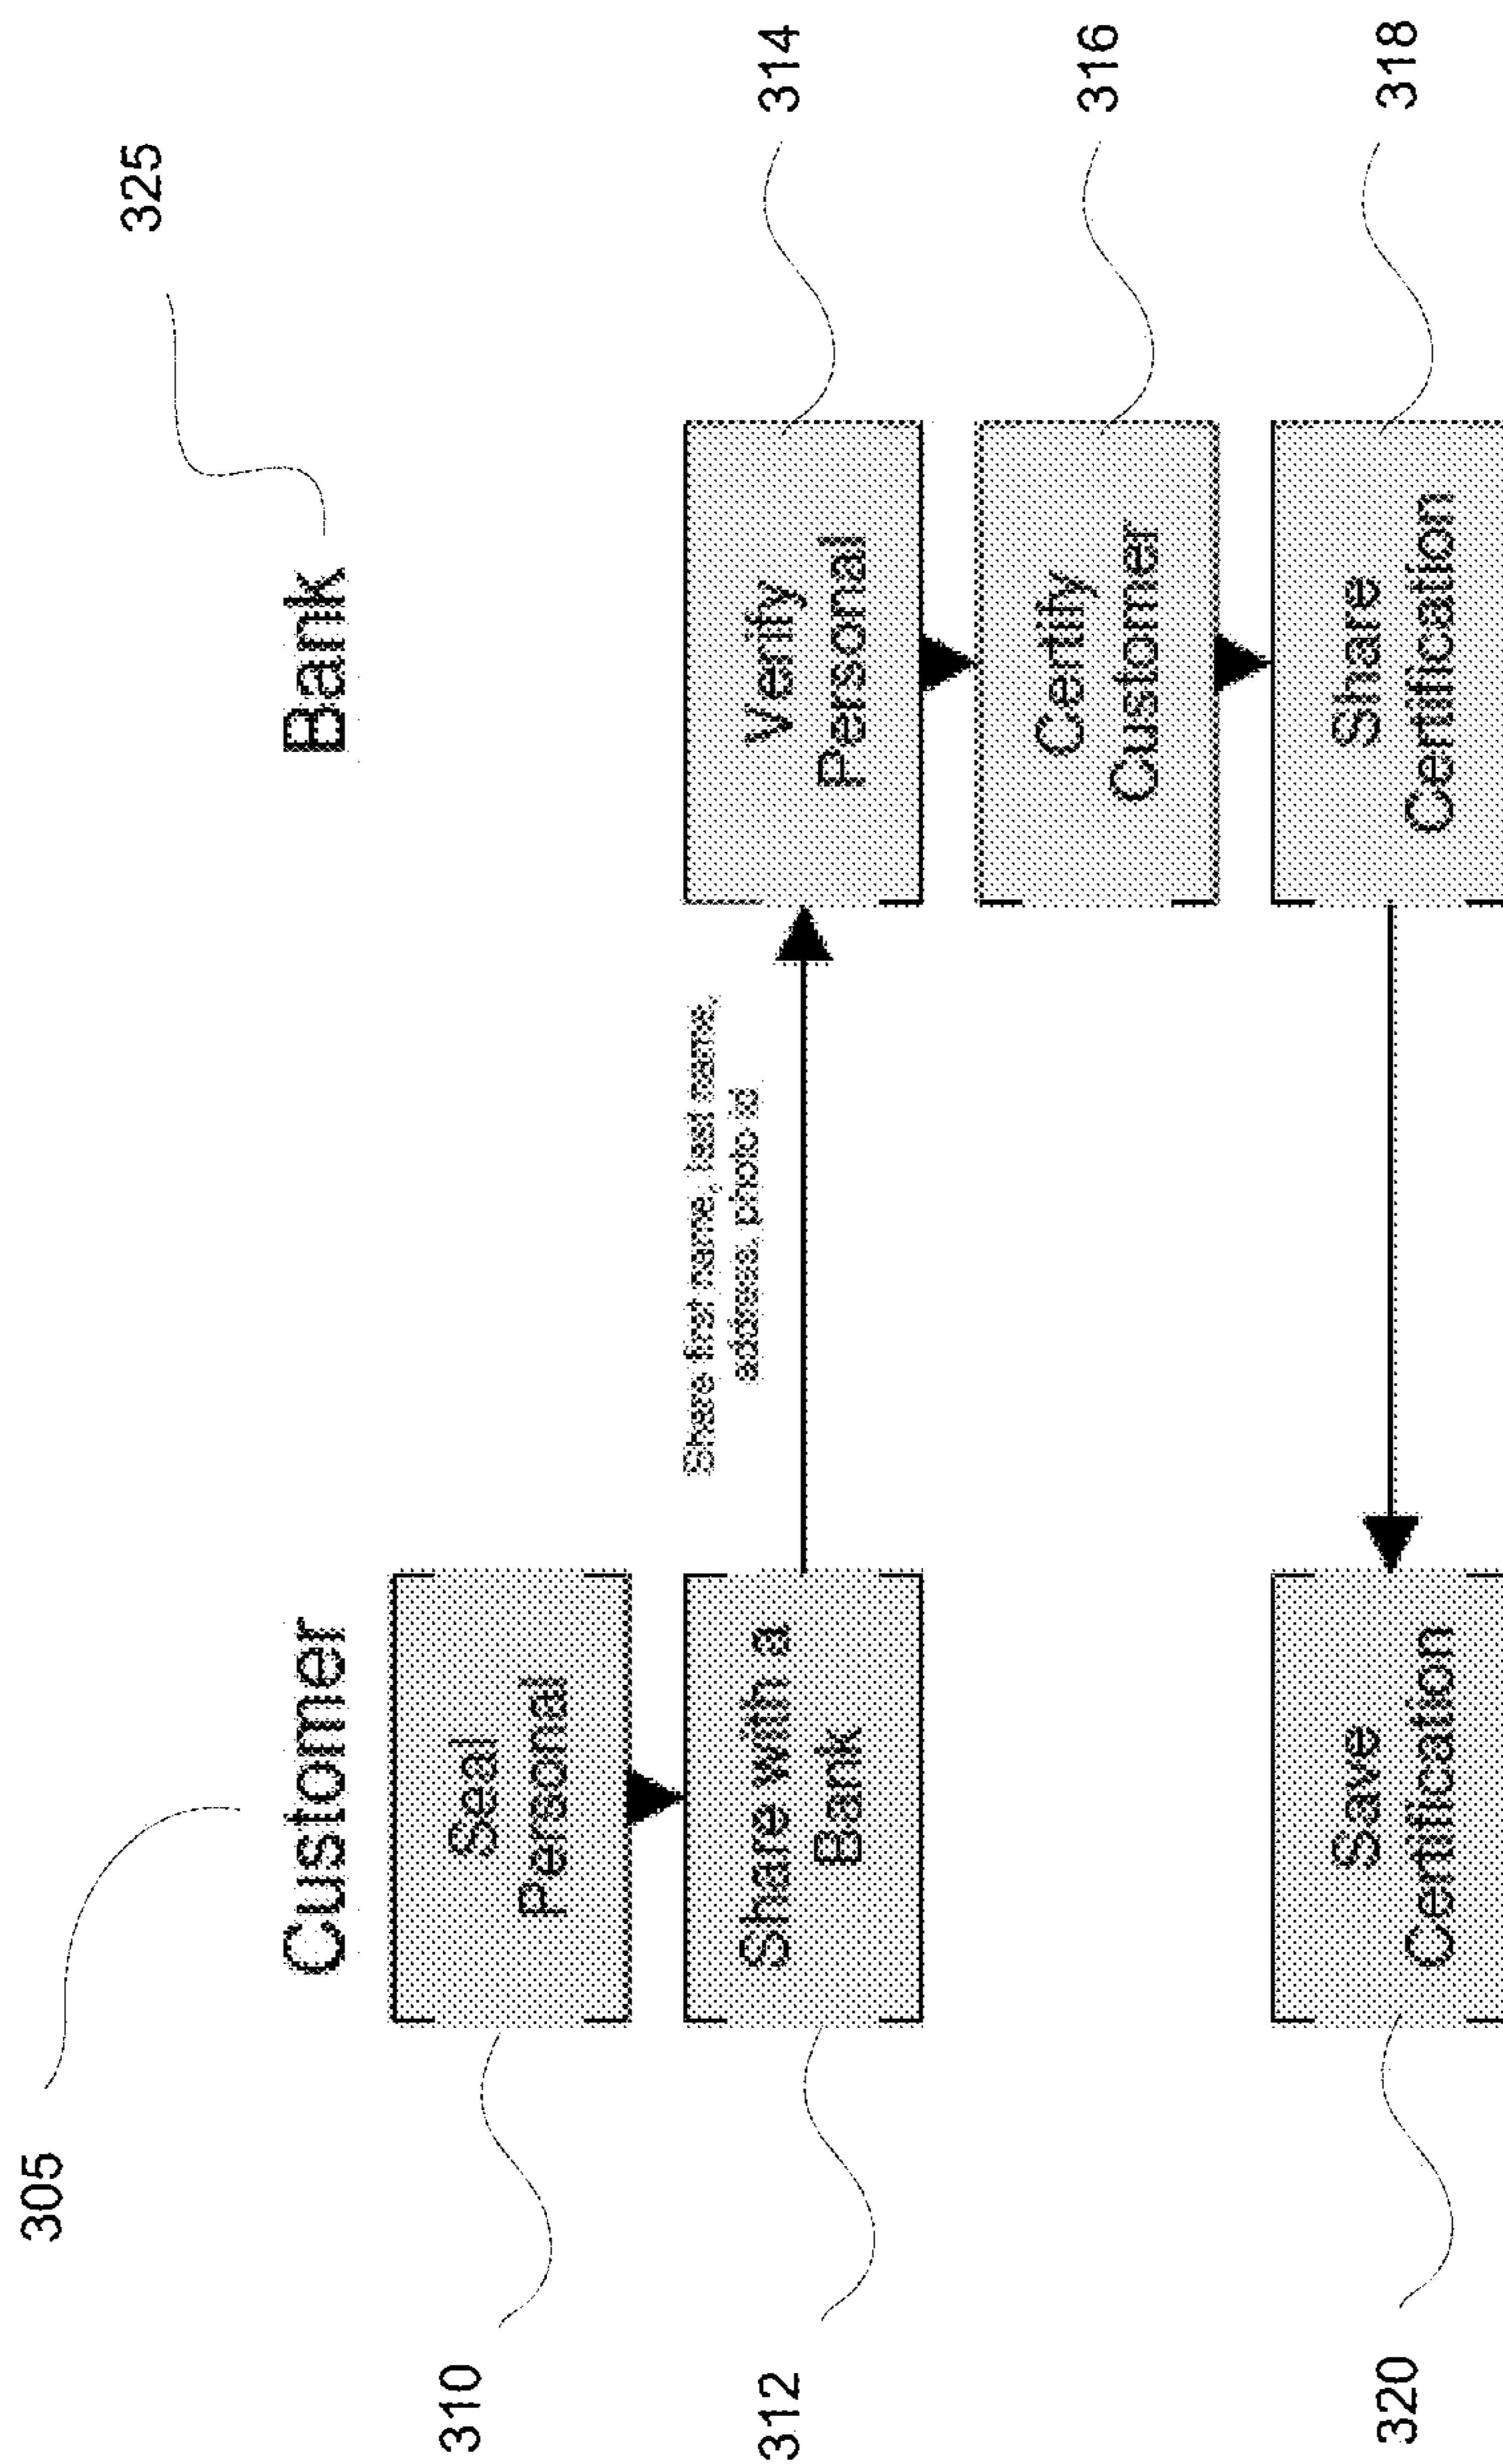 325
305
Customer
Bank
310
Seal
Personal
312
Share with a
Bank
Share first name, last name,
address, photo id
Verify
Personal
314
Certify
Customer
316
320
Save
Certification
Share
Certification
318